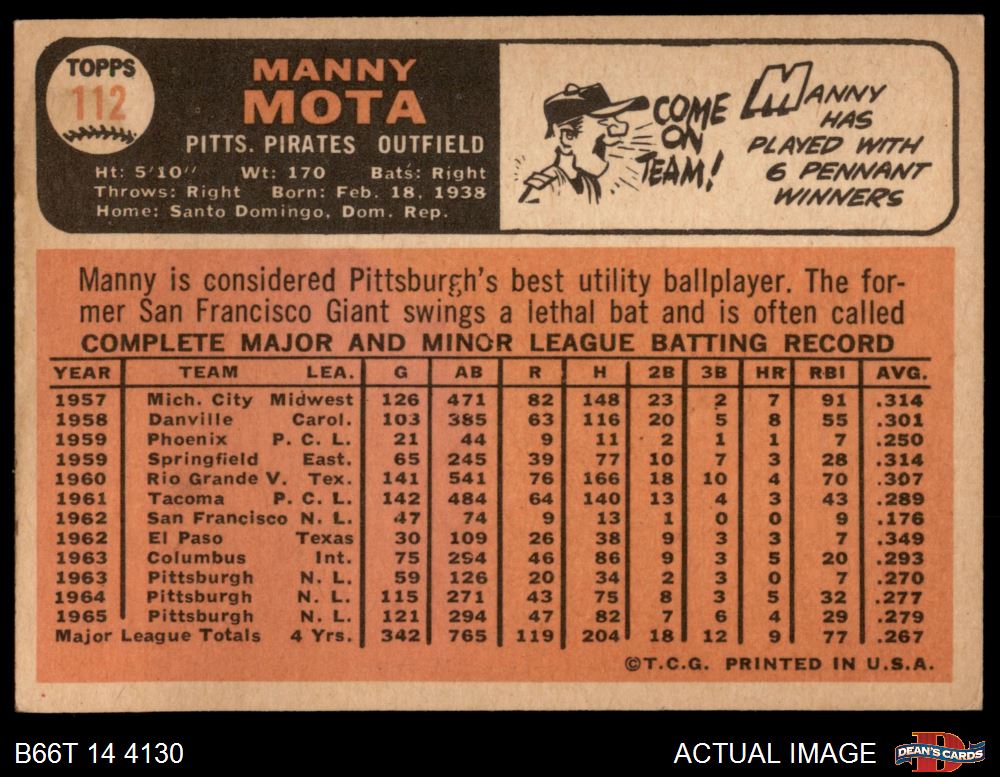 TOPPS
112
MANNY
MOTA
PITTS. PIRATES OUTFIELD
Ht: 5'10" Wt: 170 Bats: Right
Throws: Right Born: Feb. 18, 1938
Home: Santo Domingo, Dom. Rep.
COME
ON
TEAM!
MANNY
HAS
PLAYED WITH
6 PENNANT
WINNERS
Manny is considered Pittsburgh's best utility ballplayer. The for-
mer San Francisco Giant swings a lethal bat and is often called
COMPLETE MAJOR AND MINOR LEAGUE BATTING RECORD
YEAR TEAM LEA. G AB R H 2B 3B HR RBI AVG.
1957 Mich. City Midwest 126 471 82 148 23 2 7 91 .314
1958 Danville Carol. 103 385 63 116 20 5 8 55 .301
1959 Phoenix P. C. L. 21 44 9 11 2 1 1 7 .250
1959 Springfield East. 65 245 39 77 10 7 3 28 .314
1960 Rio Grande V. Tex. 141 541 76 166 18 10 4 70 .307
1961 Tacoma P. C. L. 142 484 64 140 13 4 3 43 .289
1962 San Francisco N. L. 47 74 9 13 1 0 0 9 .176
1962 El Paso Texas 30 109 26 38 9 3 3 7 .349
1963 Columbus Int. 75 294 46 86 9 3 5 20 .293
1963 Pittsburgh N. L. 59 126 20 34 2 3 0 7 .270
1964 Pittsburgh N. L. 115 271 43 75 8 3 5 32 .277
1965 Pittsburgh N. L. 121 294 47 82 7 6 4 29 .279
Major League Totals 4 Yrs. 342 765 119 204 18 12 9 77 .267
©T.C.G. PRINTED IN U.S.A.
B66T 14 4130
ACTUAL IMAGE
DEAN'S CARDS